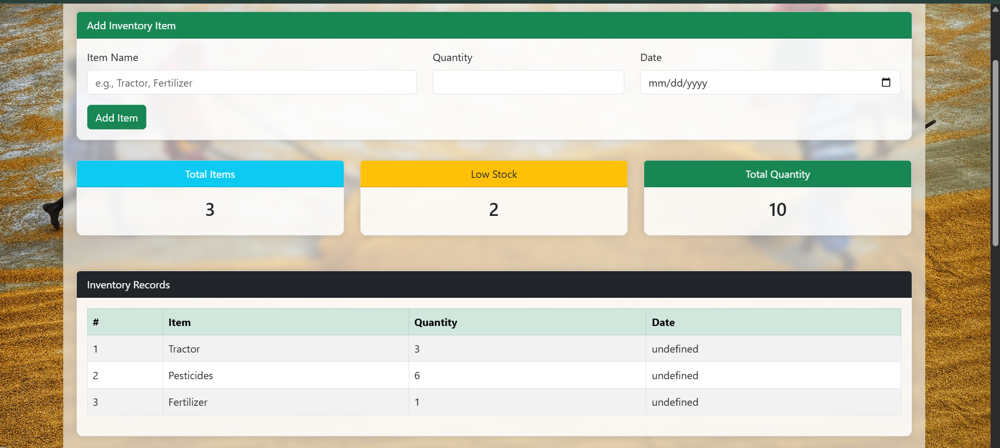 Add Inventory Item
Item Name Quantity Date
e.g., Tractor, Fertilizer mm/dd/yyyy
Add Item
Total Items Low Stock Total Quantity
3 2 10
Inventory Records
# Item Quantity Date
1 Tractor 3 undefined
2 Pesticides 6 undefined
3 Fertilizer 1 undefined